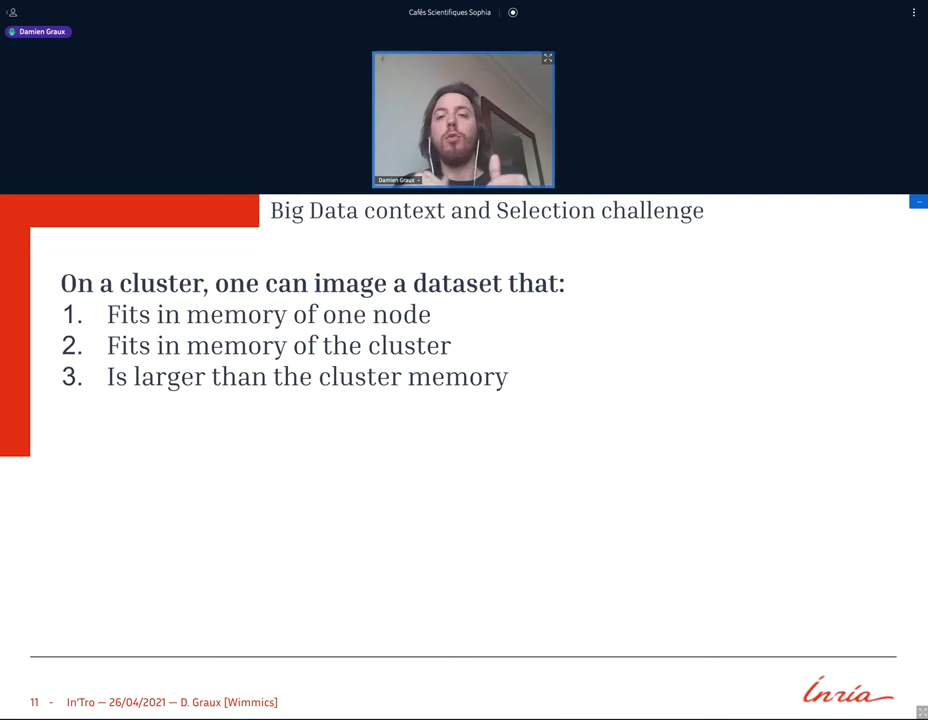 Cafés Scientifiques Sophia
Damien Graux
Damien Graux
Big Data context and Selection challenge
On a cluster, one can image a dataset that:
1. Fits in memory of one node
2. Fits in memory of the cluster
3. Is larger than the cluster memory
11 - In'Tro — 26/04/2021 — D. Graux [Wimmics]
Inria